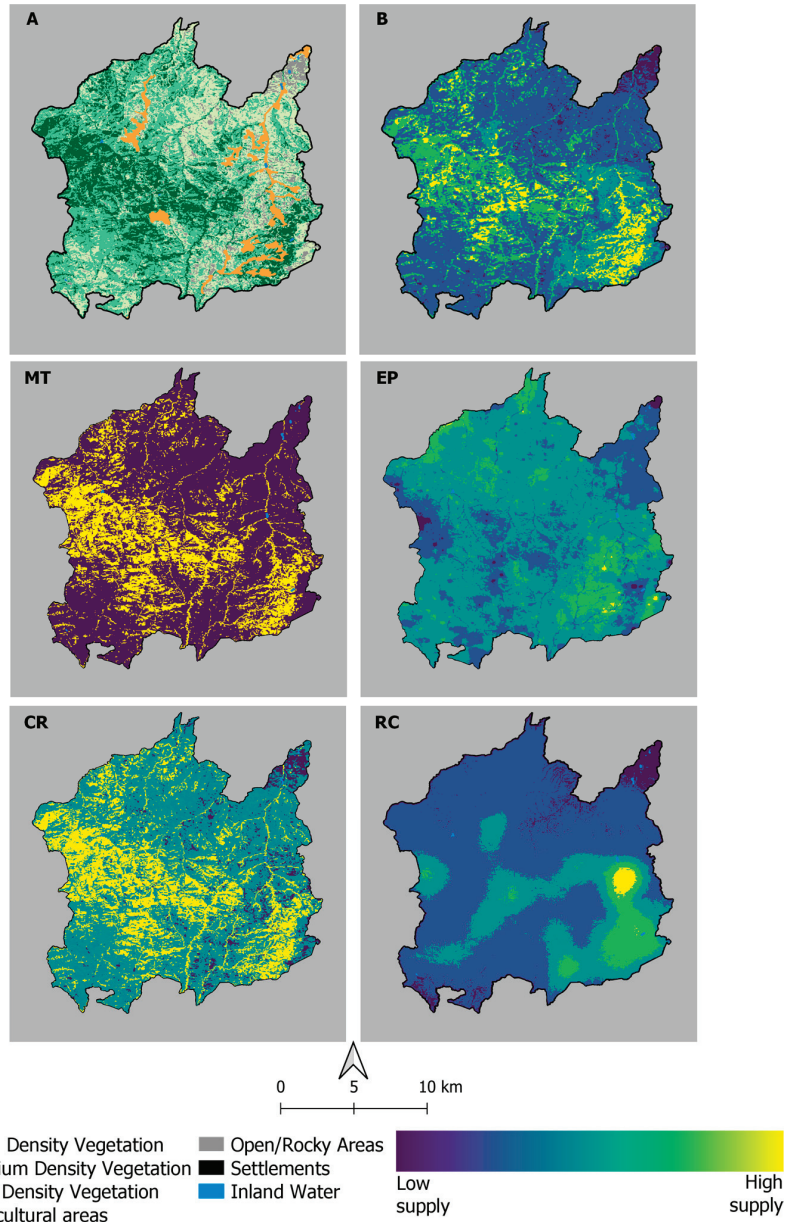 A
B
MT
EP
CR
RC
0 5 10 km
Density Vegetation
Density Vegetation
Density Vegetation
areas
Open/Rocky Areas
Settlements
Inland Water
Low
supply
High
supply